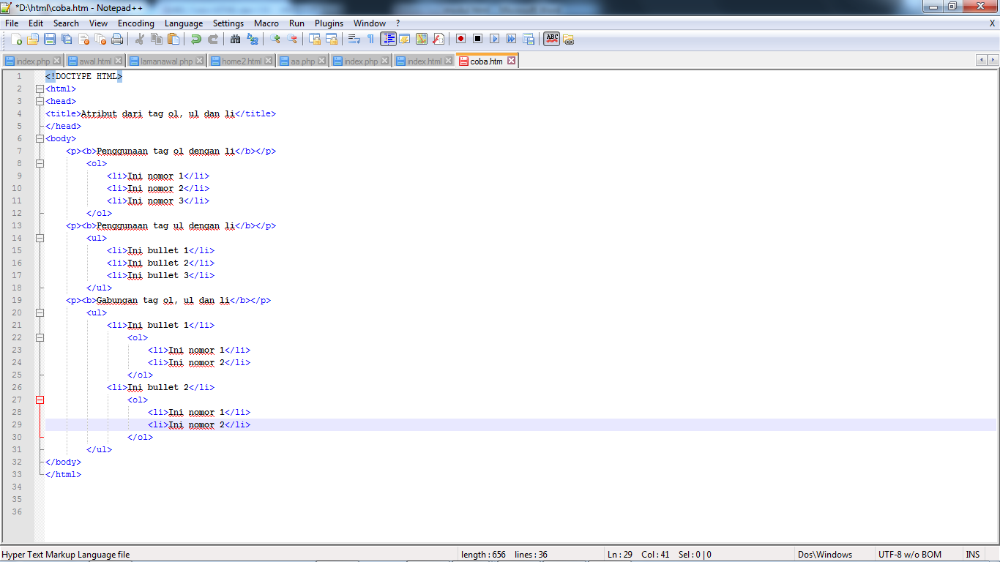 *D:\html\coba.htm - Notepad++
File Edit Search View Encoding Language Settings Macro Run Plugins Window ? X
ABC
index.php awal.html lamanawal.php home2.html aa.php index.php index.html coba.htm
1 <!DOCTYPE HTML>
2 <html>
3 <head>
4 <title>Atribut dari tag ol, ul dan li</title>
5 </head>
6 <body>
7 <p><b>Penggunaan tag ol dengan li</b></p>
8 <ol>
9 <li>Ini nomor 1</li>
10 <li>Ini nomor 2</li>
11 <li>Ini nomor 3</li>
12 </ol>
13 <p><b>Penggunaan tag ul dengan li</b></p>
14 <ul>
15 <li>Ini bullet 1</li>
16 <li>Ini bullet 2</li>
17 <li>Ini bullet 3</li>
18 </ul>
19 <p><b>Gabungan tag ol, ul dan li</b></p>
20 <ul>
21 <li>Ini bullet 1</li>
22 <ol>
23 <li>Ini nomor 1</li>
24 <li>Ini nomor 2</li>
25 </ol>
26 <li>Ini bullet 2</li>
27 <ol>
28 <li>Ini nomor 1</li>
29 <li>Ini nomor 2</li>
30 </ol>
31 </ul>
32 </body>
33 </html>
34
35
36
Hyper Text Markup Language file length : 656 lines : 36 Ln : 29 Col : 41 Sel : 0 | 0 Dos\Windows UTF-8 w/o BOM INS